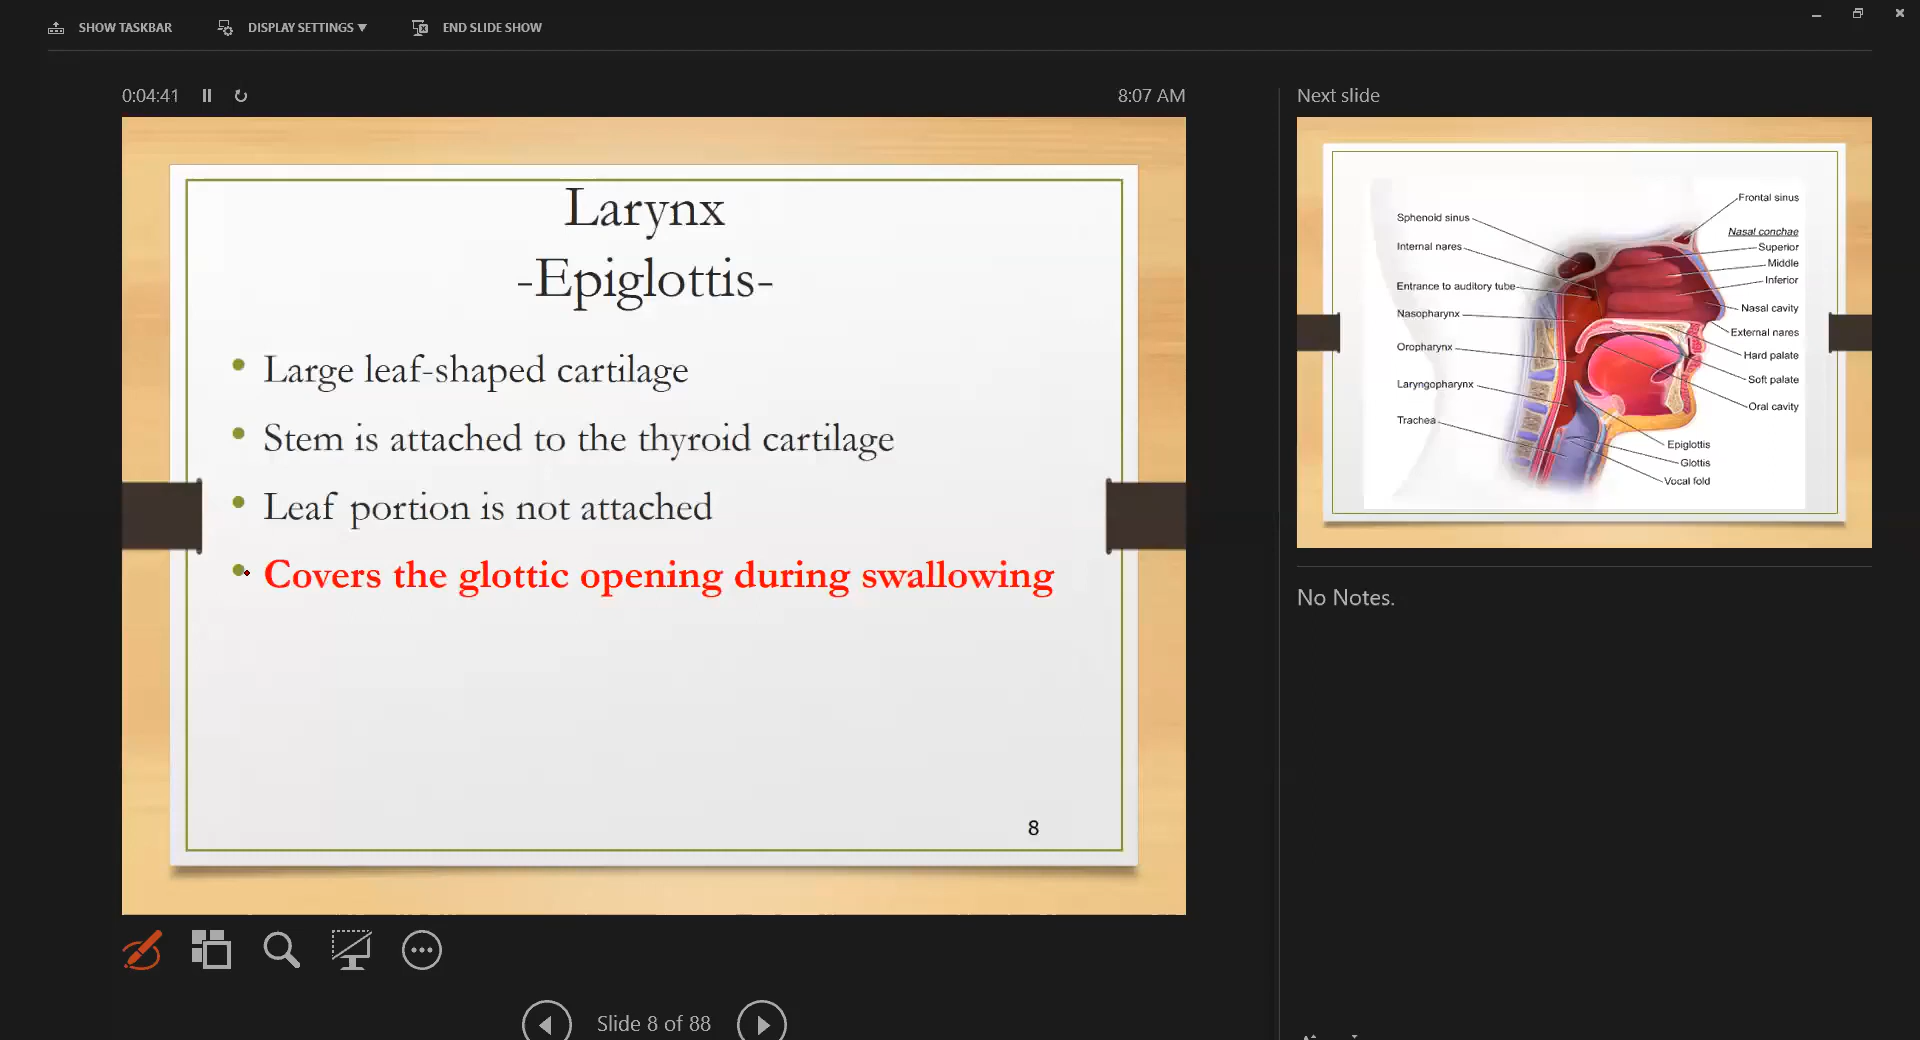 SHOW TASKBAR
DISPLAY SETTINGS ▼
END SLIDE SHOW
0:04:41
8:07 AM
Larynx
-Epiglottis-
Large leaf-shaped cartilage
Stem is attached to the thyroid cartilage
Leaf portion is not attached
Covers the glottic opening during swallowing
8
Slide 8 of 88
Next slide
Sphenoid sinus
Internal nares
Entrance to auditory tube
Nasopharynx
Oropharynx
Laryngopharynx
Trachea
Frontal sinus
Nasal conchae
Superior
Middle
Inferior
Nasal cavity
External nares
Hard palate
Soft palate
Oral cavity
Epiglottis
Glottis
Vocal fold
No Notes.